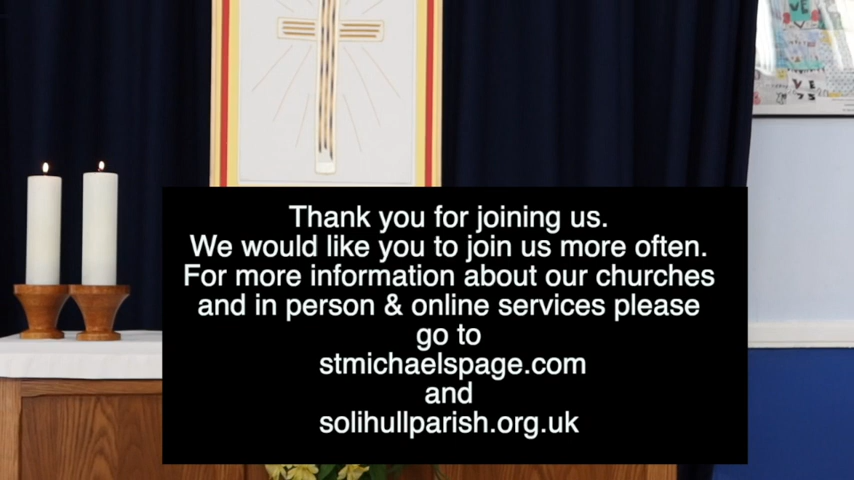 Thank you for joining us.
We would like you to join us more often.
For more information about our churches
and in person & online services please
go to
stmichaelspage.com
and
solihullparish.org.uk